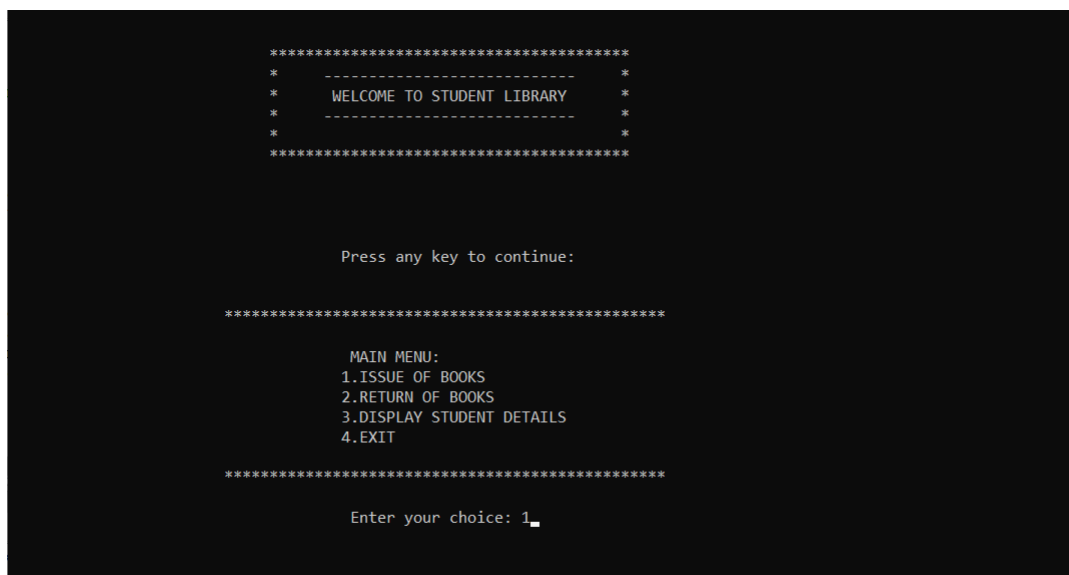 ****************************************
* ---------------------------- *
* WELCOME TO STUDENT LIBRARY *
* ---------------------------- *
* *
****************************************
Press any key to continue:
*************************************************
MAIN MENU:
1.ISSUE OF BOOKS
2.RETURN OF BOOKS
3.DISPLAY STUDENT DETAILS
4.EXIT
*************************************************
Enter your choice: 1